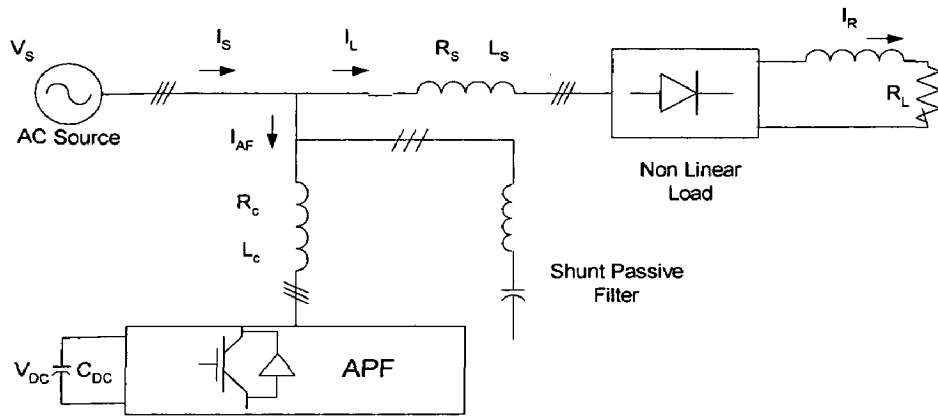 V_S
I_S
I_L
R_S L_S
I_R
R_L
AC Source
I_AF
Non Linear
Load
R_c
L_c
Shunt Passive
Filter
V_DC C_DC
APF